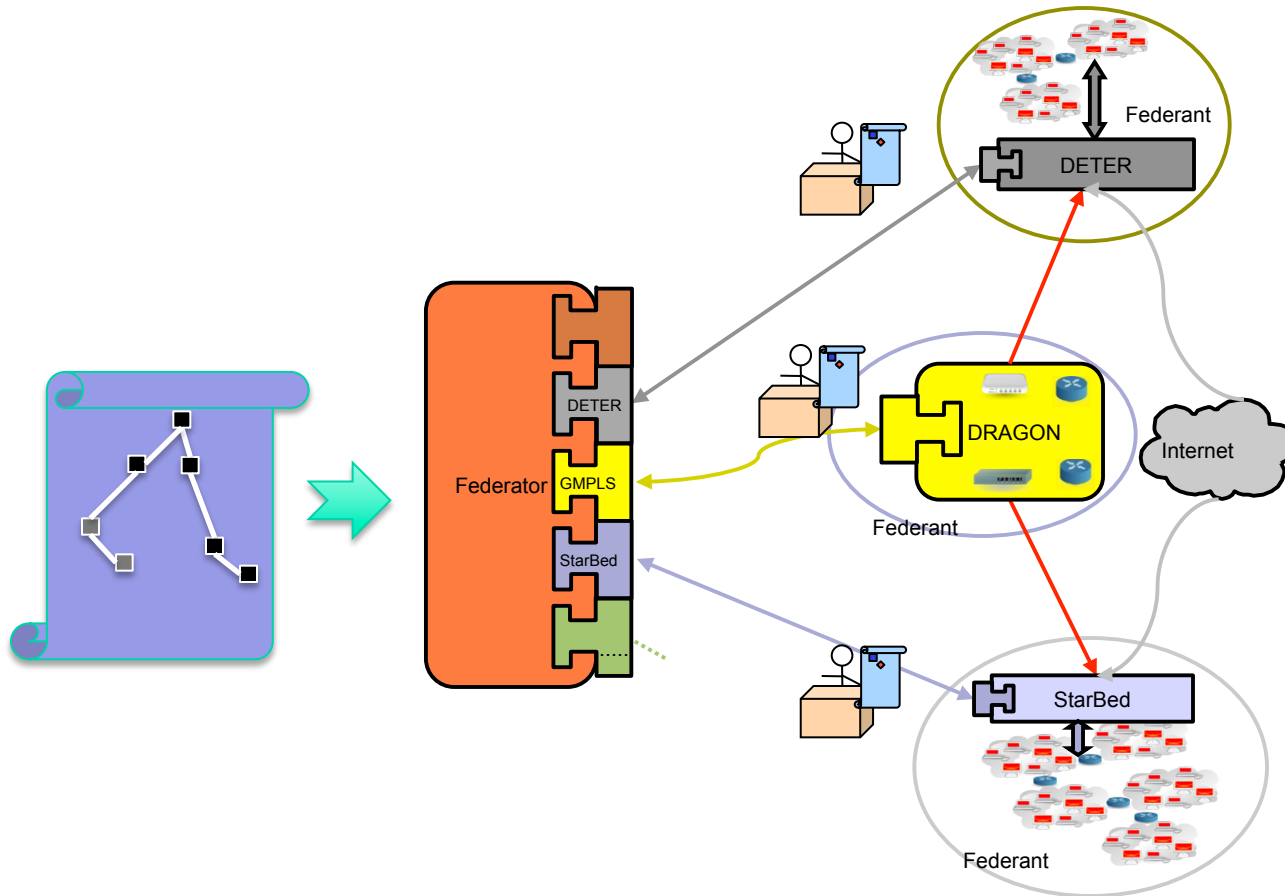 Federant
DETER
DETER
Federator
GMPLS
DRAGON
Internet
Federant
StarBed
StarBed
Federant